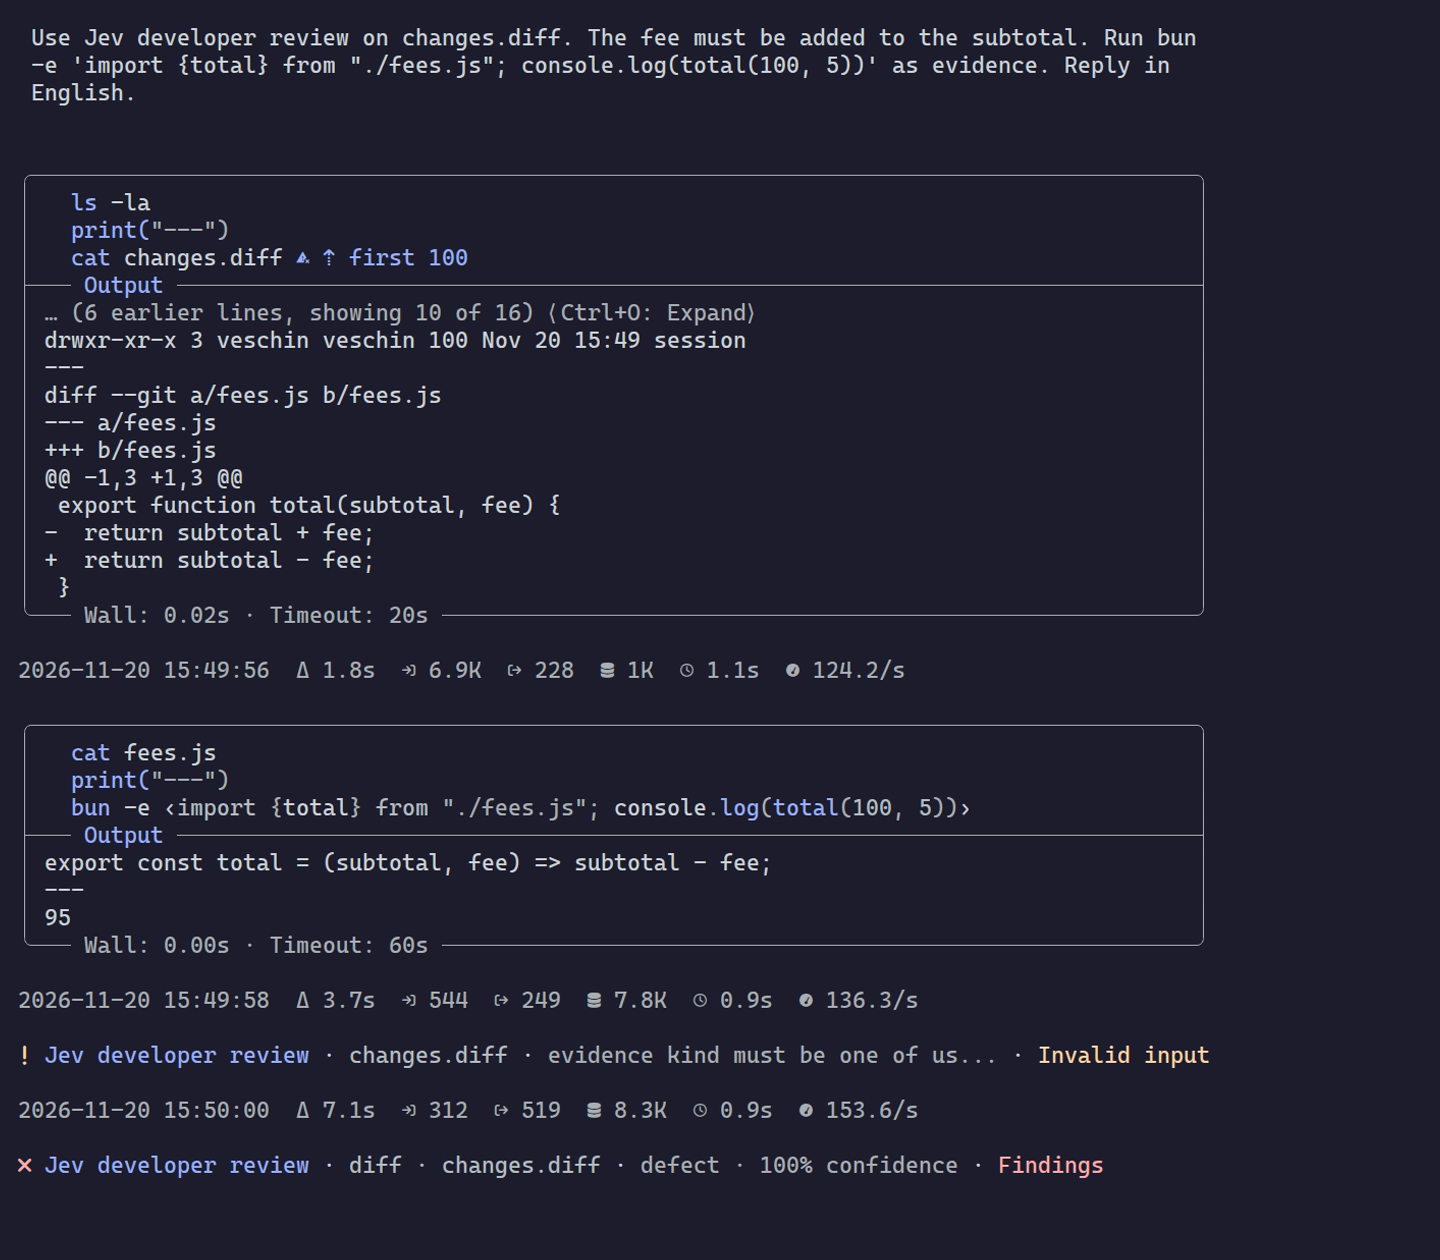 Use Jev developer review on changes.diff. The fee must be added to the subtotal. Run bun
-e 'import {total} from "./fees.js"; console.log(total(100, 5))' as evidence. Reply in
English.
ls -la
print("---")
cat changes.diff ⇡ first 100
Output
… (6 earlier lines, showing 10 of 16) ⟨Ctrl+O: Expand⟩
drwxr-xr-x 3 veschin veschin 100 Nov 20 15:49 session
---
diff --git a/fees.js b/fees.js
--- a/fees.js
+++ b/fees.js
@@ -1,3 +1,3 @@
 export function total(subtotal, fee) {
-  return subtotal + fee;
+  return subtotal - fee;
 }
Wall: 0.02s · Timeout: 20s
2026-11-20 15:49:56 Δ 1.8s 6.9K 228 1K 1.1s 124.2/s
cat fees.js
print("---")
bun -e ‹import {total} from "./fees.js"; console.log(total(100, 5))›
Output
export const total = (subtotal, fee) => subtotal - fee;
---
95
Wall: 0.00s · Timeout: 60s
2026-11-20 15:49:58 Δ 3.7s 544 249 7.8K 0.9s 136.3/s
! Jev developer review · changes.diff · evidence kind must be one of us... · Invalid input
2026-11-20 15:50:00 Δ 7.1s 312 519 8.3K 0.9s 153.6/s
✕ Jev developer review · diff · changes.diff · defect · 100% confidence · Findings